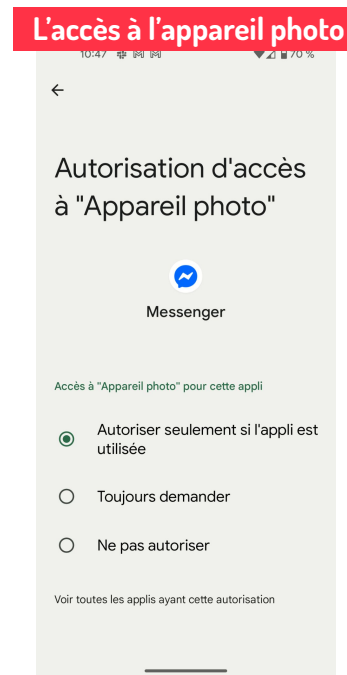 L'accès à l'appareil photo
10:47 70 %
Autorisation d'accès
à "Appareil photo"
Messenger
Accès à "Appareil photo" pour cette appli
Autoriser seulement si l'appli est
utilisée
Toujours demander
Ne pas autoriser
Voir toutes les applis ayant cette autorisation